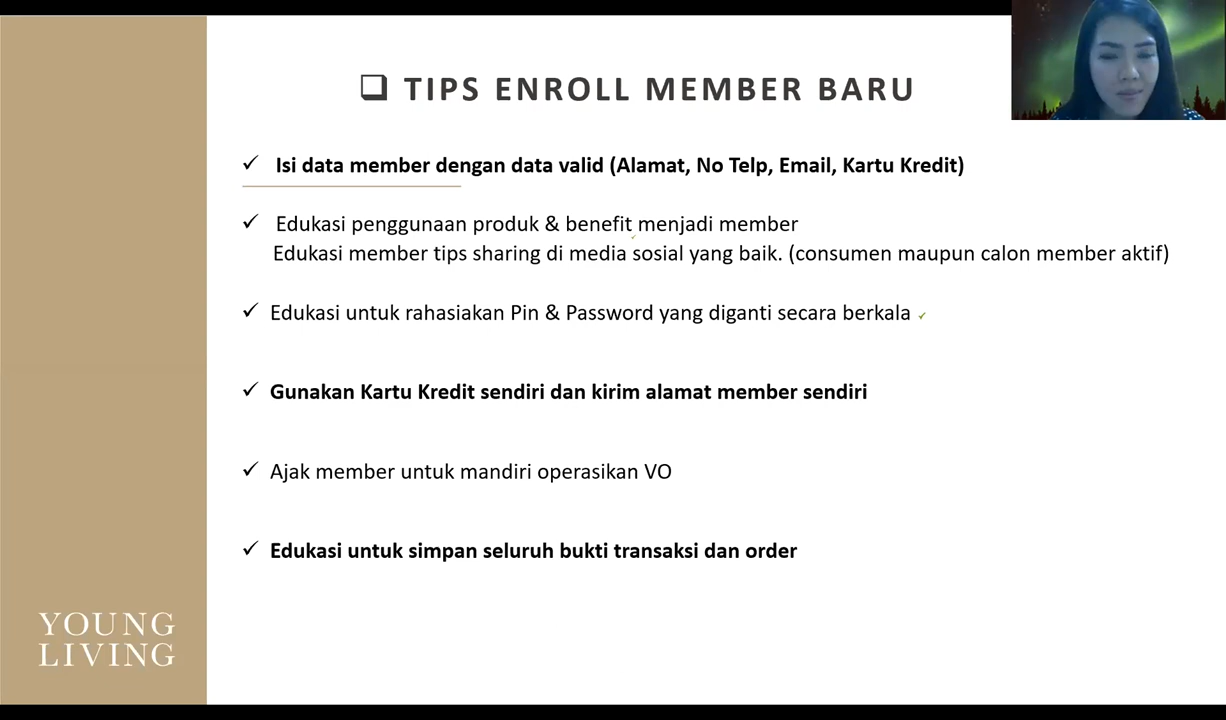 TIPS ENROLL MEMBER BARU
Isi data member dengan data valid (Alamat, No Telp, Email, Kartu Kredit)
Edukasi penggunaan produk & benefit menjadi member
Edukasi member tips sharing di media sosial yang baik. (consumen maupun calon member aktif)
Edukasi untuk rahasiakan Pin & Password yang diganti secara berkala
Gunakan Kartu Kredit sendiri dan kirim alamat member sendiri
Ajak member untuk mandiri operasikan VO
Edukasi untuk simpan seluruh bukti transaksi dan order
YOUNG
LIVING